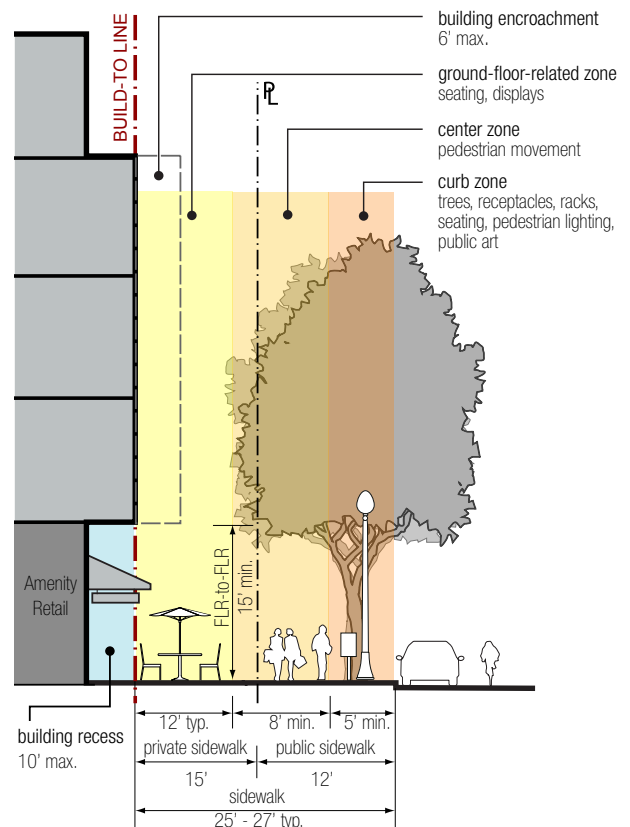 building encroachment
6' max.
ground-floor-related zone
seating, displays
center zone
pedestrian movement
curb zone
trees, receptacles, racks,
seating, pedestrian lighting,
public art
BUILD-TO LINE
PL
Amenity
Retail
FLR-to-FLR
15' min.
building recess
10' max.
12' typ.
8' min.
5' min.
private sidewalk
public sidewalk
15'
12'
sidewalk
25' - 27' typ.